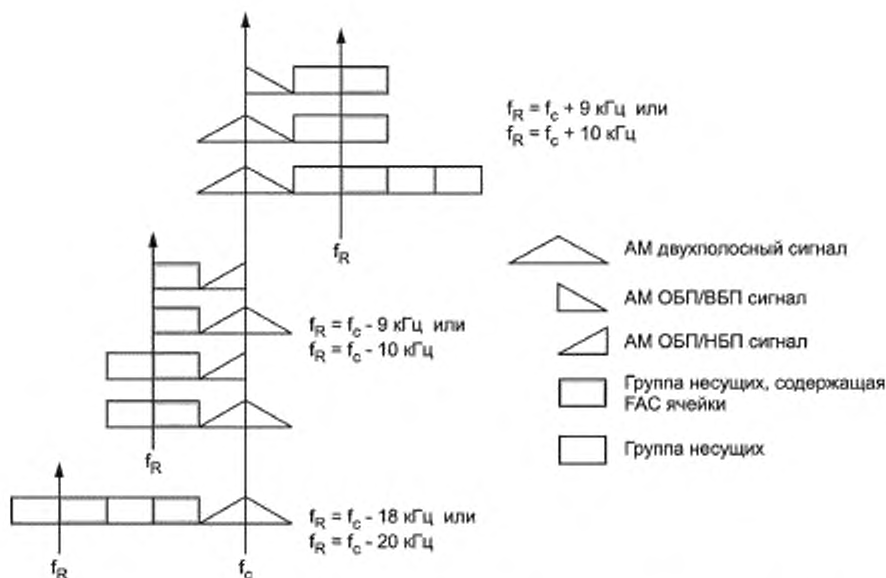 f_R = f_c + 9 кГц или
f_R = f_c + 10 кГц
f_R
АМ двухполосный сигнал
АМ ОБП/ВБП сигнал
f_R = f_c - 9 кГц или
f_R = f_c - 10 кГц
АМ ОБП/НБП сигнал
Группа несущих, содержащая
FAC ячейки
Группа несущих
f_R
f_R = f_c - 18 кГц или
f_R = f_c - 20 кГц
f_R
f_c